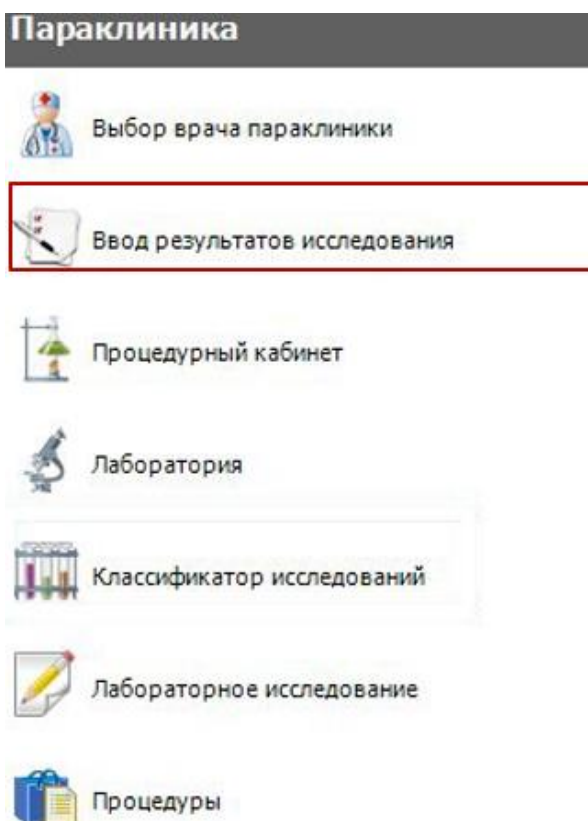 Параклиника
Выбор врача параклиники
Ввод результатов исследования
Процедурный кабинет
Лаборатория
Классификатор исследований
Лабораторное исследование
Процедуры